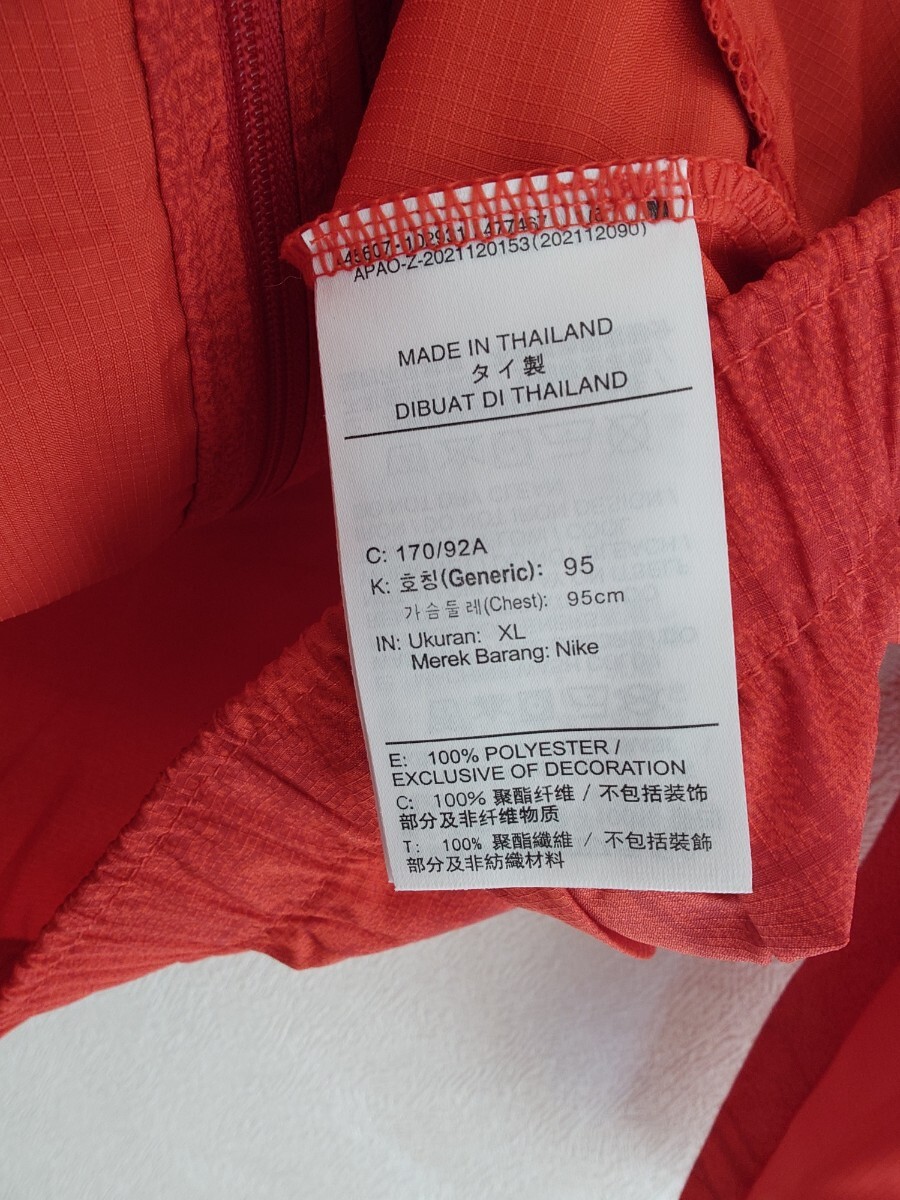 APAO-Z-2021120153(202112090)
MADE IN THAILAND
タイ製
DIBUAT DI THAILAND
C: 170/92A
K: 호칭(Generic): 95
가슴둘레(Chest): 95cm
IN: Ukuran: XL
Merek Barang: Nike
E: 100% POLYESTER /
EXCLUSIVE OF DECORATION
C: 100% 聚酯纤维 / 不包括装饰
部分及非纤维物质
T: 100% 聚酯纖維 / 不包括裝飾
部分及非紡織材料